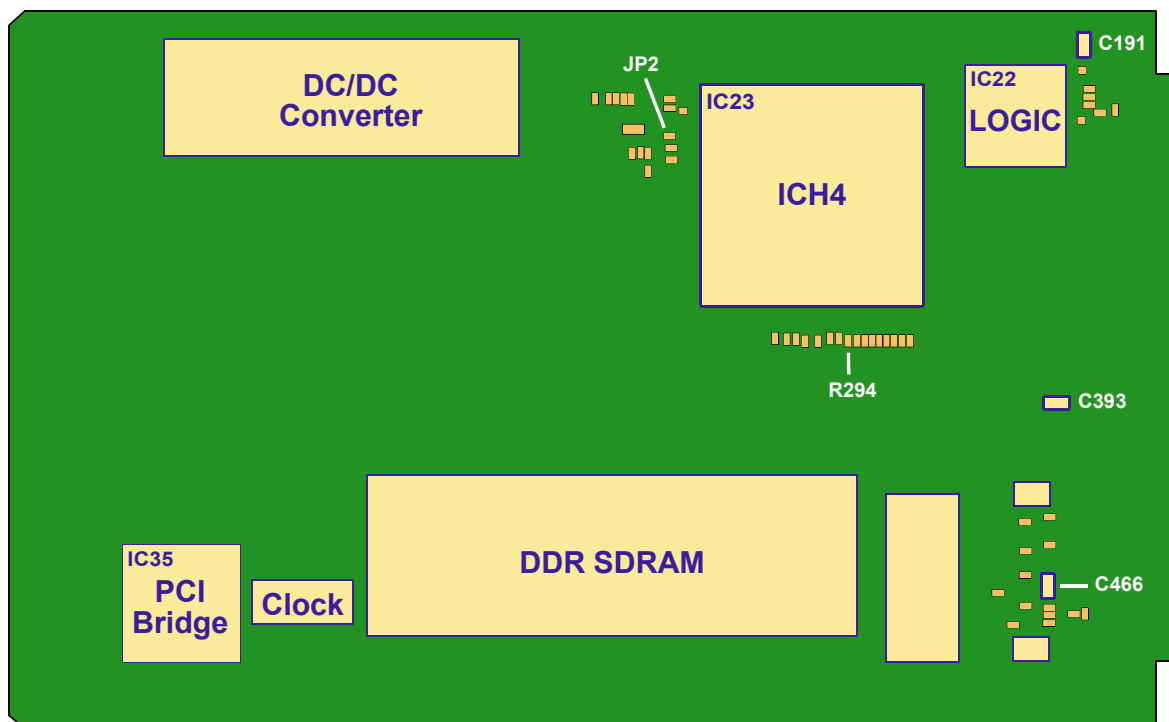 C191
DC/DC
Converter
JP2
IC23
ICH4
IC22
LOGIC
R294
C393
IC35
PCI
Bridge
Clock
DDR SDRAM
C466